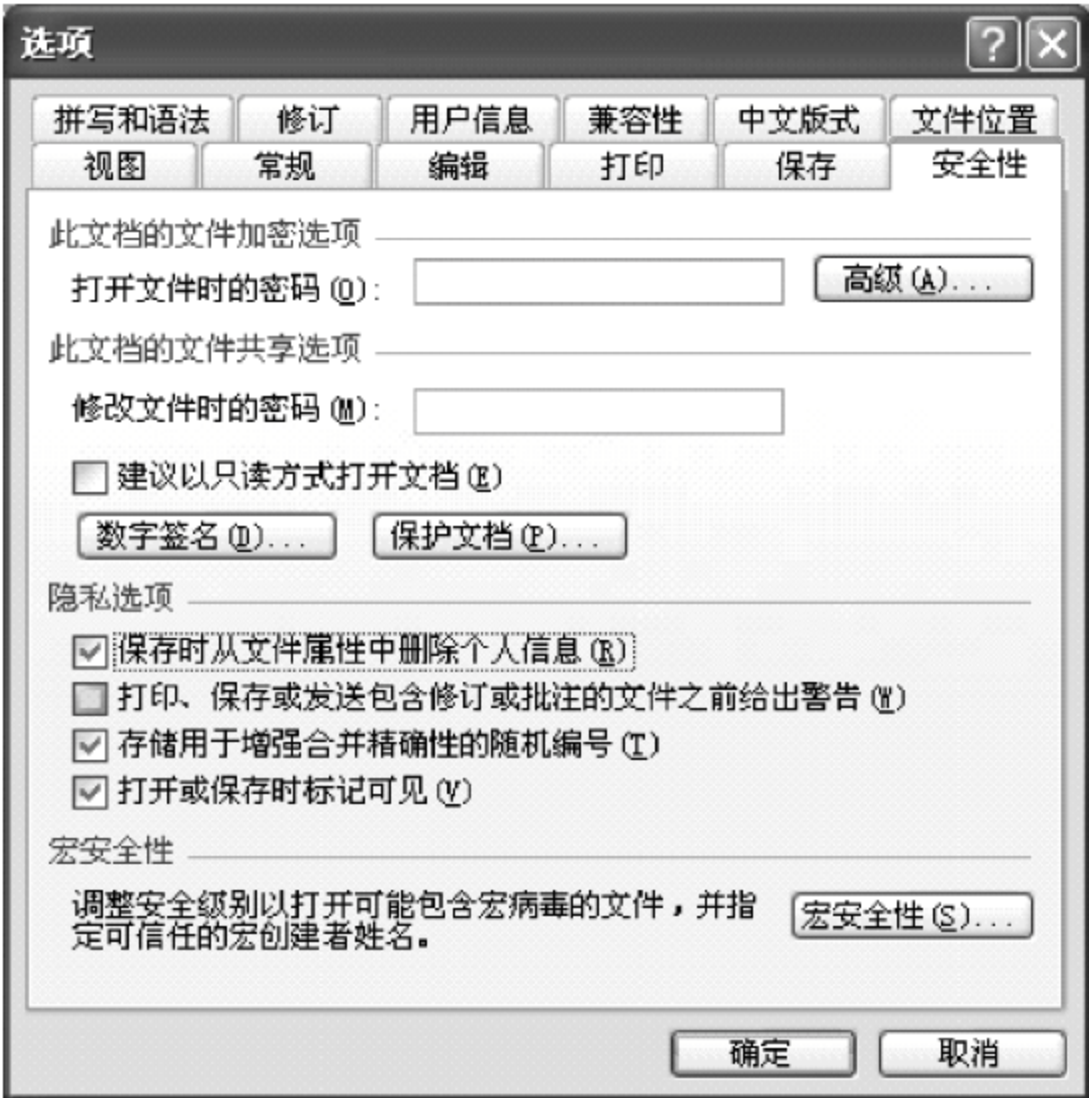 选项
拼写和语法 修订 用户信息 兼容性 中文版式 文件位置
视图 常规 编辑 打印 保存 安全性
此文档的文件加密选项
打开文件时的密码(O): 高级(A)...
此文档的文件共享选项
修改文件时的密码(M):
建议以只读方式打开文档(E)
数字签名(D)... 保护文档(P)...
隐私选项
保存时从文件属性中删除个人信息(R)
打印、保存或发送包含修订或批注的文件之前给出警告(W)
存储用于增强合并精确性的随机编号(T)
打开或保存时标记可见(V)
宏安全性
调整安全级别以打开可能包含宏病毒的文件，并指
定可信任的宏创建者姓名。 宏安全性(S)...
确定 取消